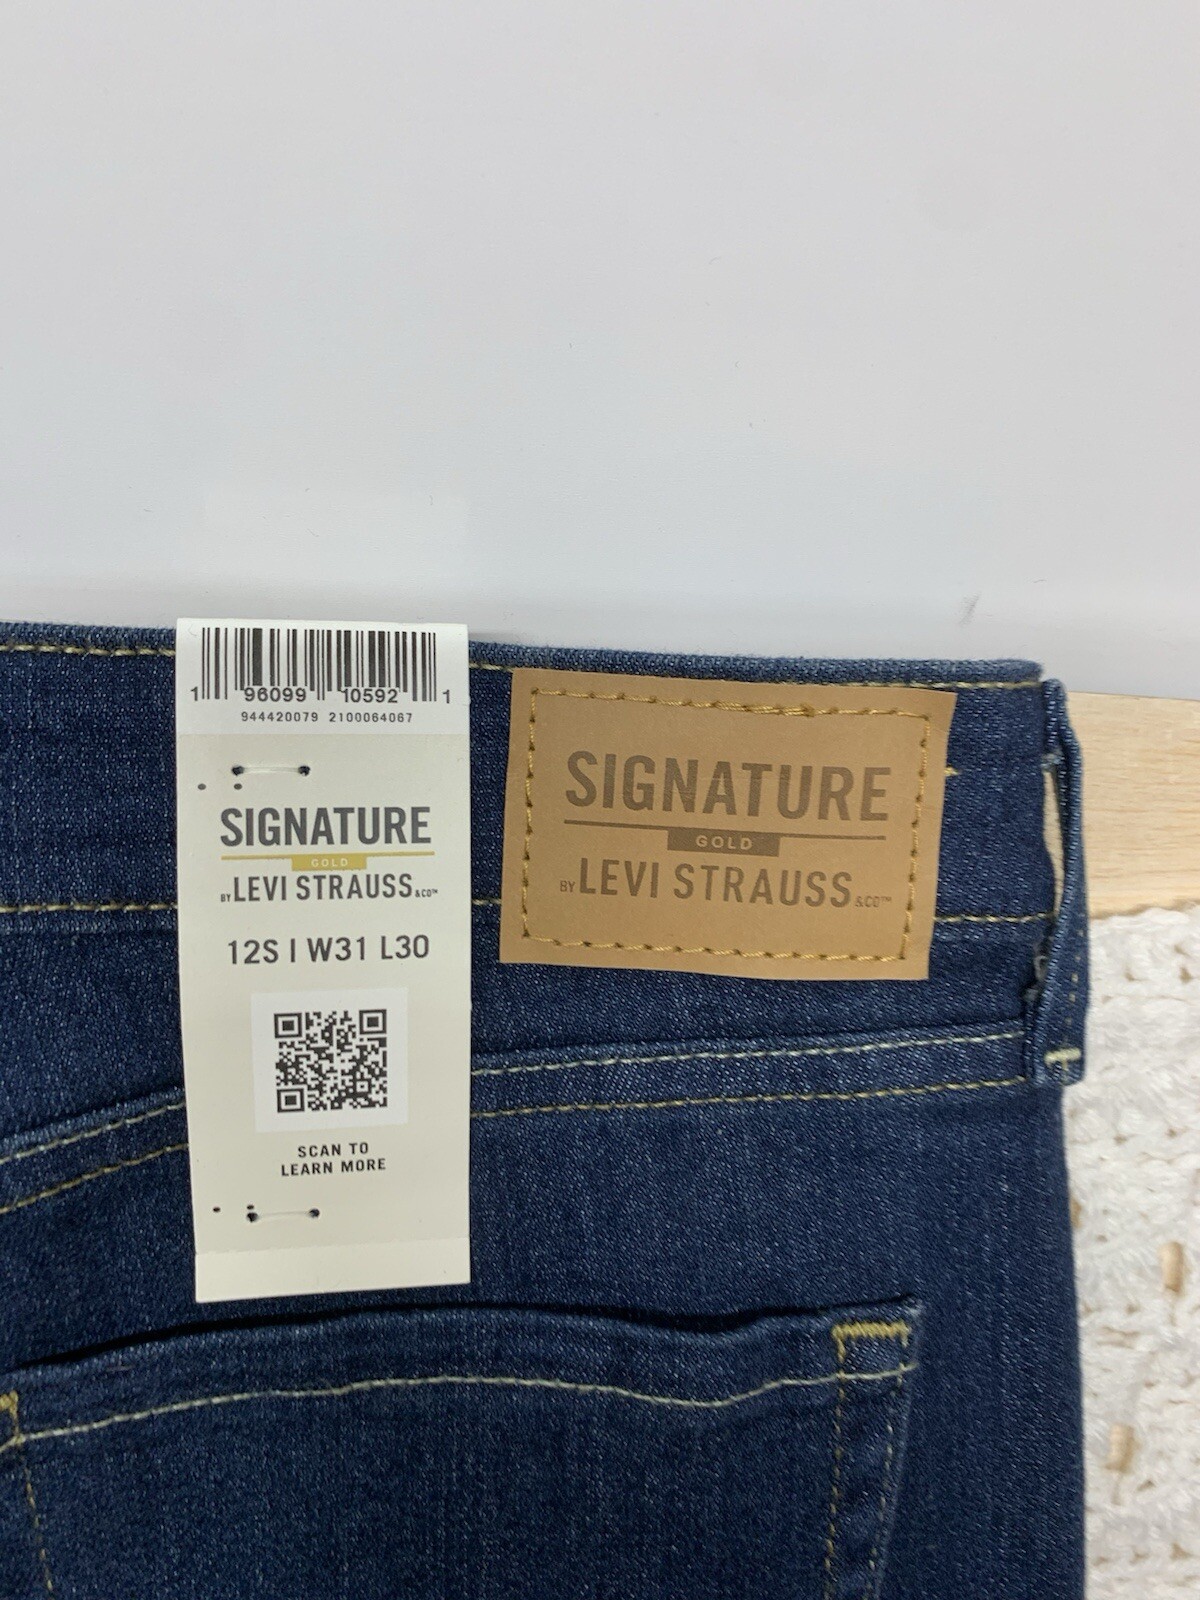 1 96099 10592 1
944420079 2100064067
SIGNATURE
GOLD
BY LEVI STRAUSS & CO™
12S | W31 L30
SCAN TO
LEARN MORE
SIGNATURE
GOLD
BY LEVI STRAUSS & CO™